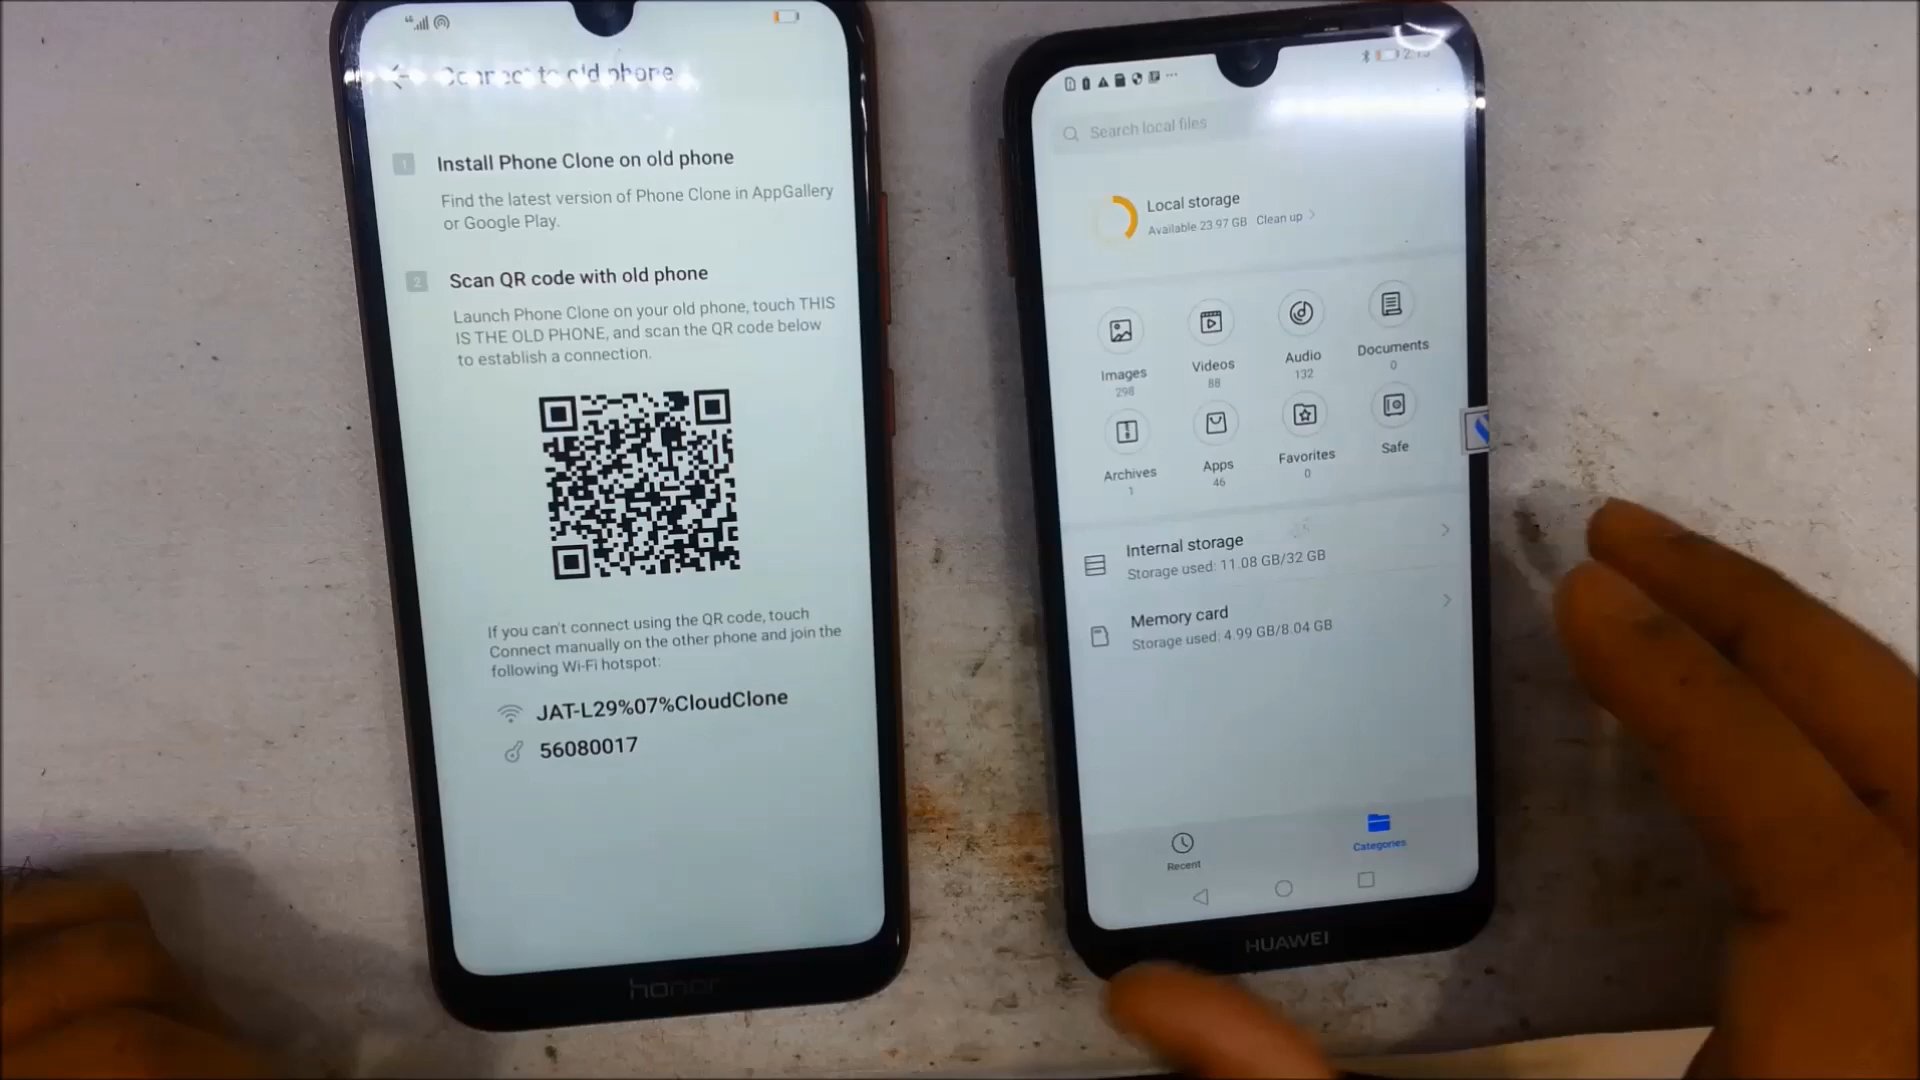 Connect to old phone
1
Install Phone Clone on old phone
Find the latest version of Phone Clone in AppGallery
or Google Play.
2
Scan QR code with old phone
Launch Phone Clone on your old phone, touch THIS
IS THE OLD PHONE, and scan the QR code below
to establish a connection.
If you can't connect using the QR code, touch
Connect manually on the other phone and join the
following Wi-Fi hotspot:
JAT-L29%07%CloudClone
56080017
honor
Search local files
Local storage
Available 23.97 GB Clean up
Images
298
Videos
88
Audio
132
Documents
0
Archives
1
Apps
46
Favorites
0
Safe
Internal storage
Storage used: 11.08 GB/32 GB
Memory card
Storage used: 4.99 GB/8.04 GB
Recent
Categories
HUAWEI